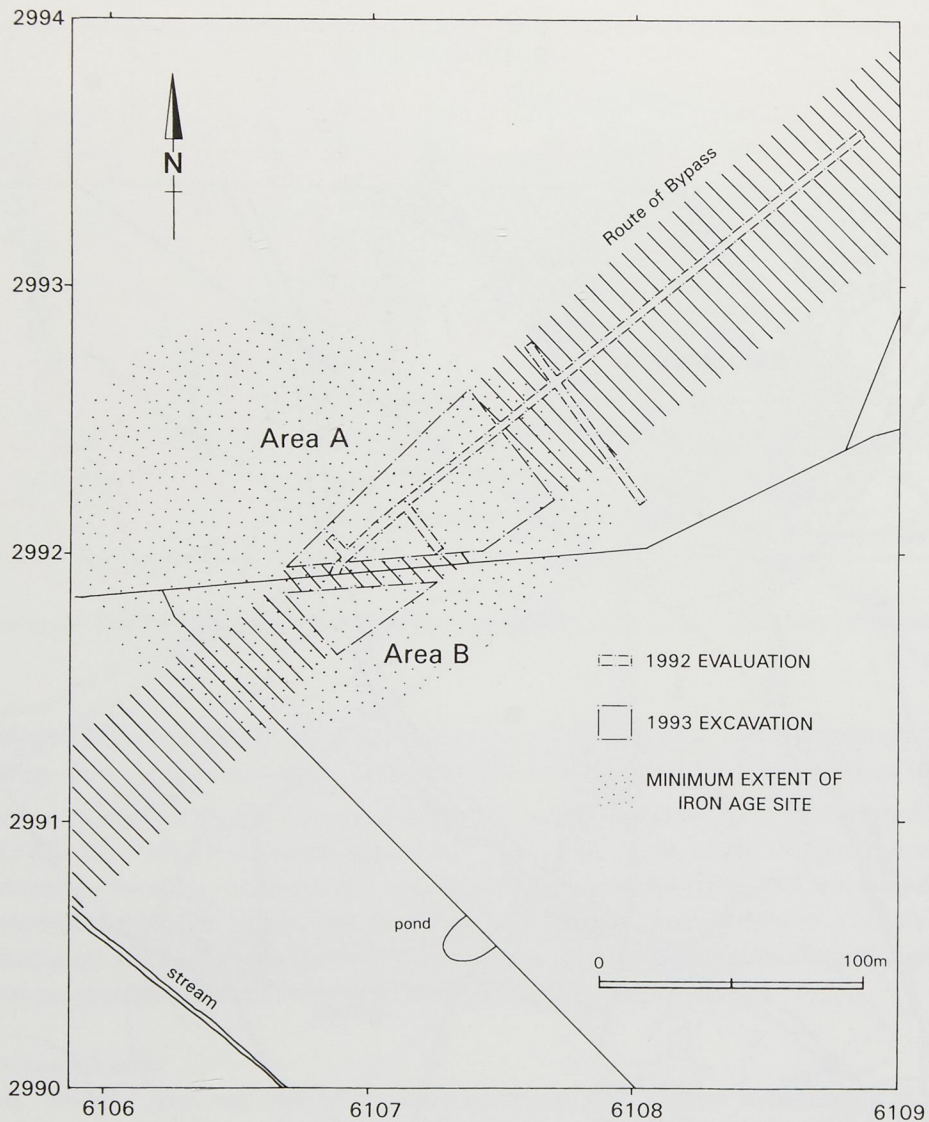 2994
N
Route of Bypass
2993
Area A
2992
Area B
1992 EVALUATION
1993 EXCAVATION
MINIMUM EXTENT OF
IRON AGE SITE
2991
pond
0 100m
stream
2990
6106 6107 6108 6109